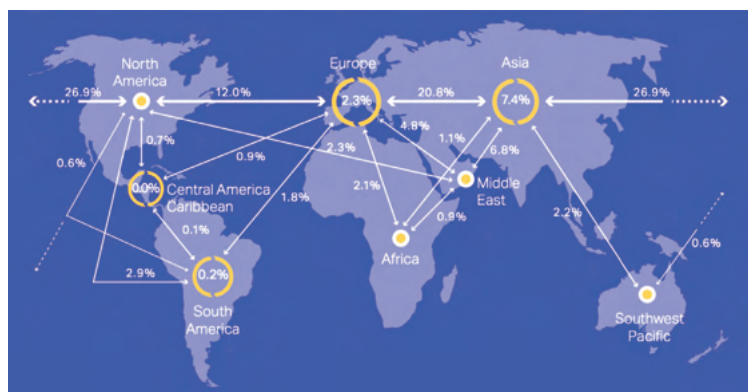 North
America
Europe
Asia
26.9%
12.0%
2.3%
20.8%
7.4%
26.9%
0.7%
0.6%
0.9%
2.3%
4.8%
1.1%
6.8%
0.0%
Central America
Caribbean
1.8%
2.1%
Middle
East
0.9%
2.2%
0.1%
Africa
0.6%
2.9%
0.2%
South
America
Southwest
Pacific